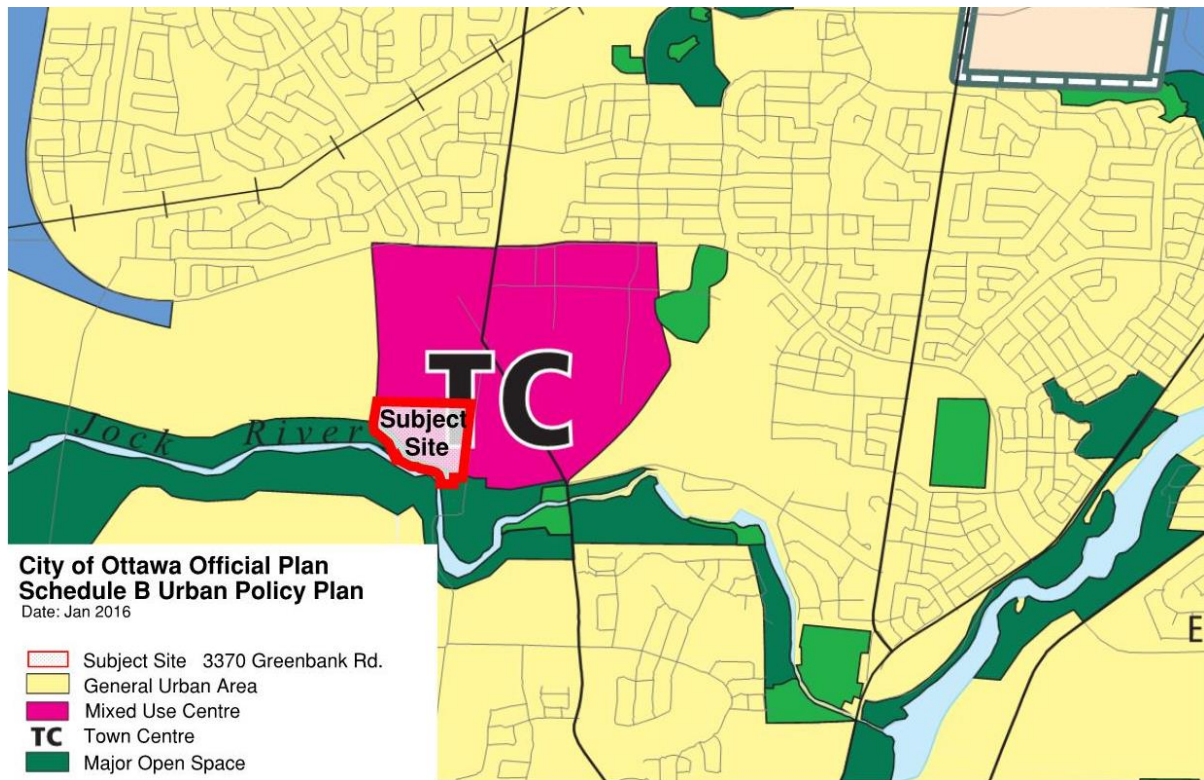 TC
Subject
Site
Jock River
City of Ottawa Official Plan
Schedule B Urban Policy Plan
Date: Jan 2016
Subject Site 3370 Greenbank Rd.
General Urban Area
Mixed Use Centre
TC Town Centre
Major Open Space
E